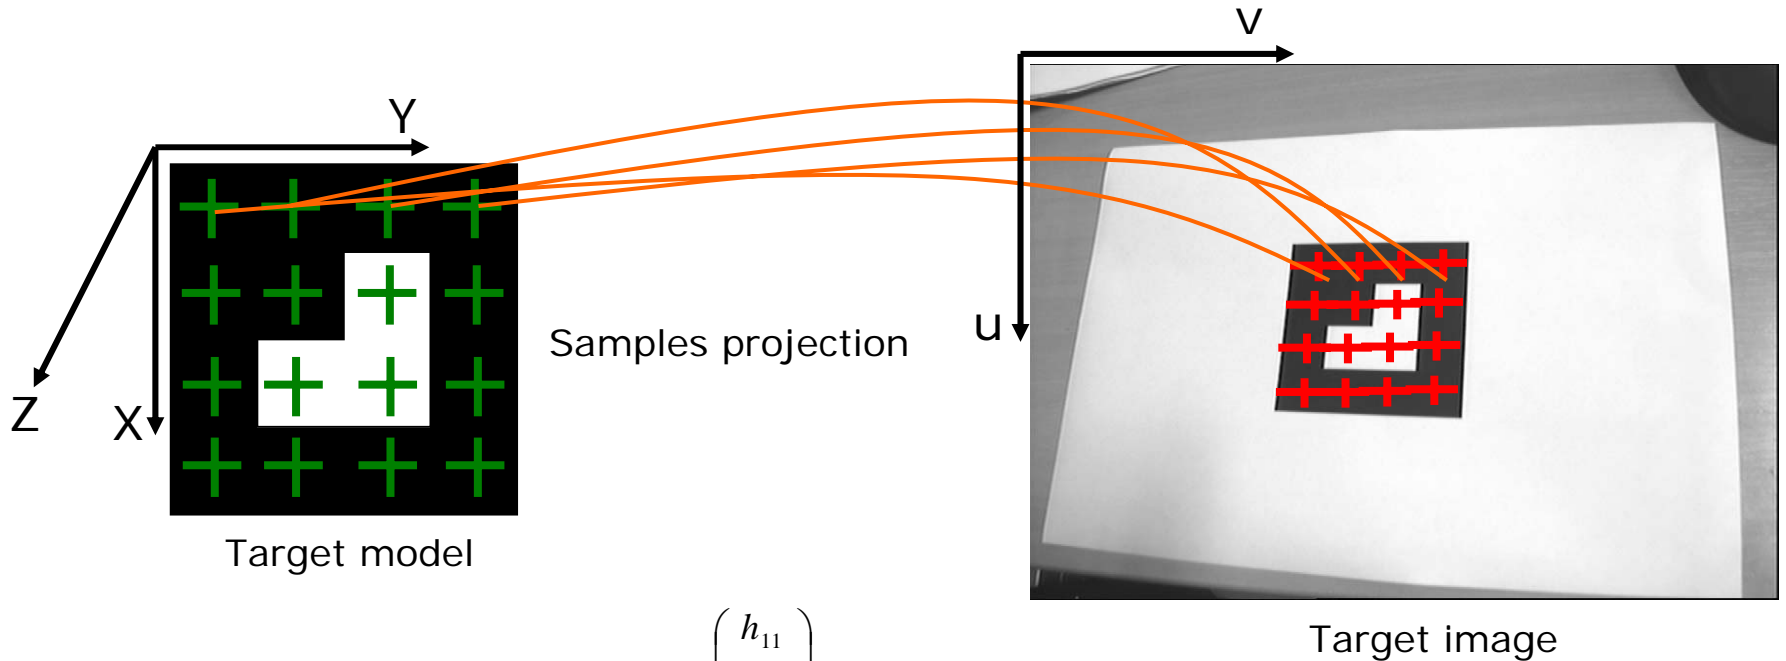 V
Y
u
Samples projection
Z
X
Target model
h11
Target image